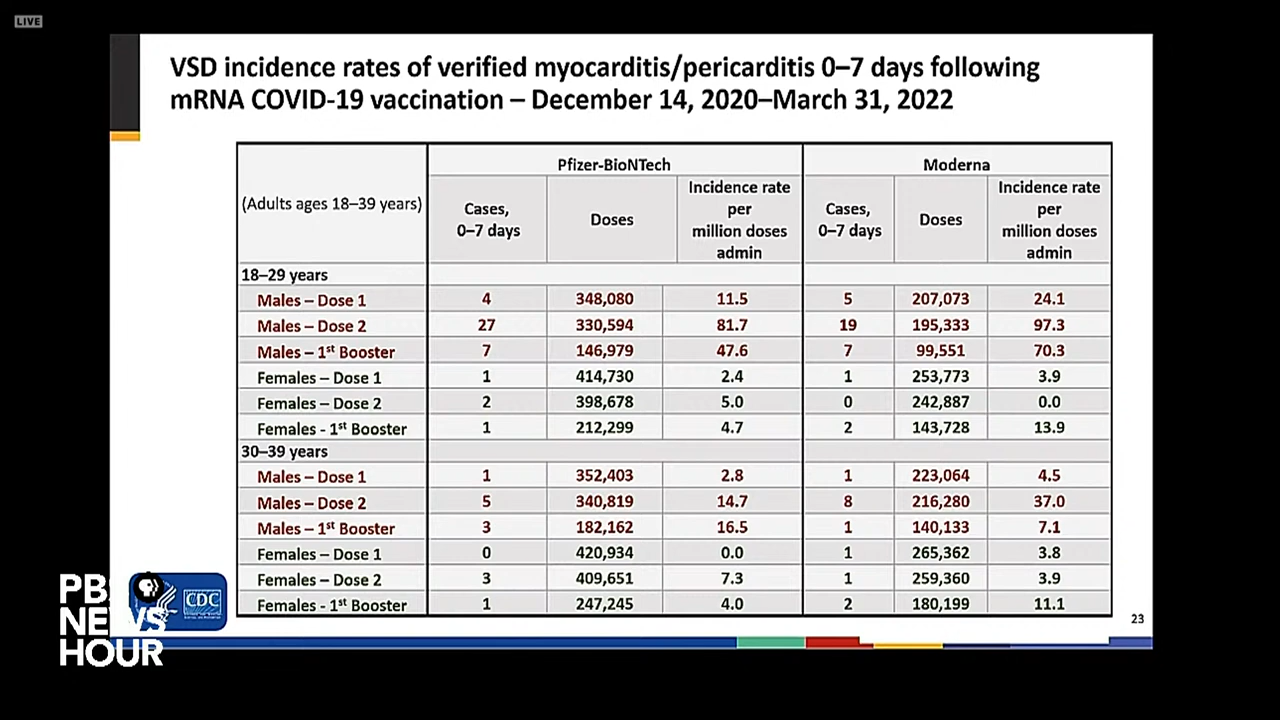 LIVE
VSD incidence rates of verified myocarditis/pericarditis 0–7 days following
mRNA COVID-19 vaccination – December 14, 2020–March 31, 2022
(Adults ages 18–39 years)
Pfizer-BioNTech
Moderna
Cases,
0–7 days
Doses
Incidence rate
per
million doses
admin
Cases,
0–7 days
Doses
Incidence rate
per
million doses
admin
18–29 years
Males – Dose 1 4 348,080 11.5 5 207,073 24.1
Males – Dose 2 27 330,594 81.7 19 195,333 97.3
Males – 1st Booster 7 146,979 47.6 7 99,551 70.3
Females – Dose 1 1 414,730 2.4 1 253,773 3.9
Females – Dose 2 2 398,678 5.0 0 242,887 0.0
Females - 1st Booster 1 212,299 4.7 2 143,728 13.9
30–39 years
Males – Dose 1 1 352,403 2.8 1 223,064 4.5
Males – Dose 2 5 340,819 14.7 8 216,280 37.0
Males – 1st Booster 3 182,162 16.5 1 140,133 7.1
Females – Dose 1 0 420,934 0.0 1 265,362 3.8
Females – Dose 2 3 409,651 7.3 1 259,360 3.9
Females - 1st Booster 1 247,245 4.0 2 180,199 11.1
23
CDC
PBS
NEWS
HOUR